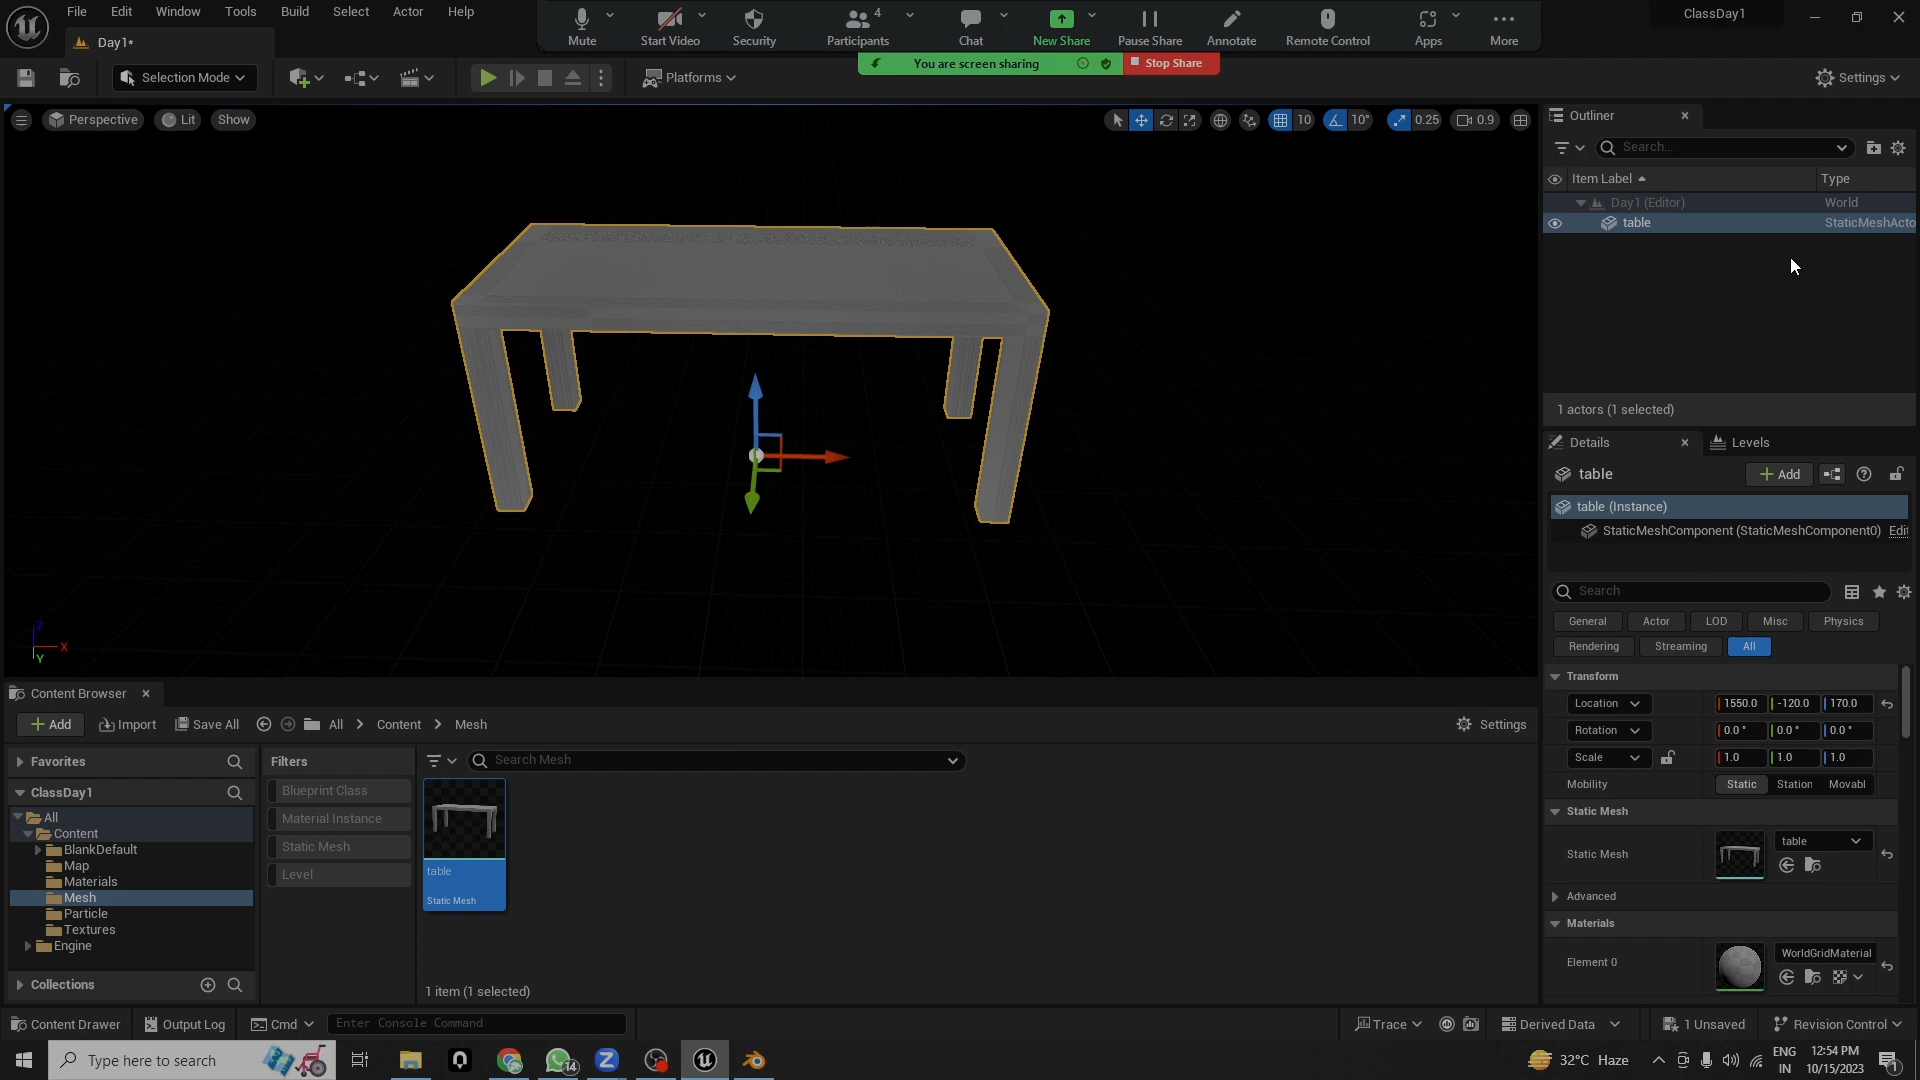 File Edit Window Tools Build Select Actor Help
Mute Start Video Security Participants 4 Chat New Share Pause Share Annotate Remote Control Apps More
ClassDay1
Day1*
You are screen sharing Stop Share
Selection Mode Platforms Settings
Perspective Lit Show 10 10° 0.25 0.9
Outliner
Search...
Item Label Type
Day1 (Editor) World
table StaticMeshActo
1 actors (1 selected)
Details Levels
table Add
table (Instance)
StaticMeshComponent (StaticMeshComponent0) Edi
Search
General Actor LOD Misc Physics
Rendering Streaming All
Transform
Location 1550.0 -120.0 170.0
Rotation 0.0° 0.0° 0.0°
Scale 1.0 1.0 1.0
Mobility Static Station Movabl
Static Mesh
Static Mesh table
Advanced
Materials
Element 0 WorldGridMaterial
Z
X
Y
Content Browser
Add Import Save All All Content Mesh Settings
Favorites
ClassDay1
All
Content
BlankDefault
Map
Materials
Mesh
Particle
Textures
Engine
Collections
Filters
Blueprint Class
Material Instance
Static Mesh
Level
Search Mesh
table
Static Mesh
1 item (1 selected)
Content Drawer Output Log Cmd Enter Console Command Trace Derived Data 1 Unsaved Revision Control
Type here to search 14 Z 32°C Haze ENG IN 12:54 PM 10/15/2023 1